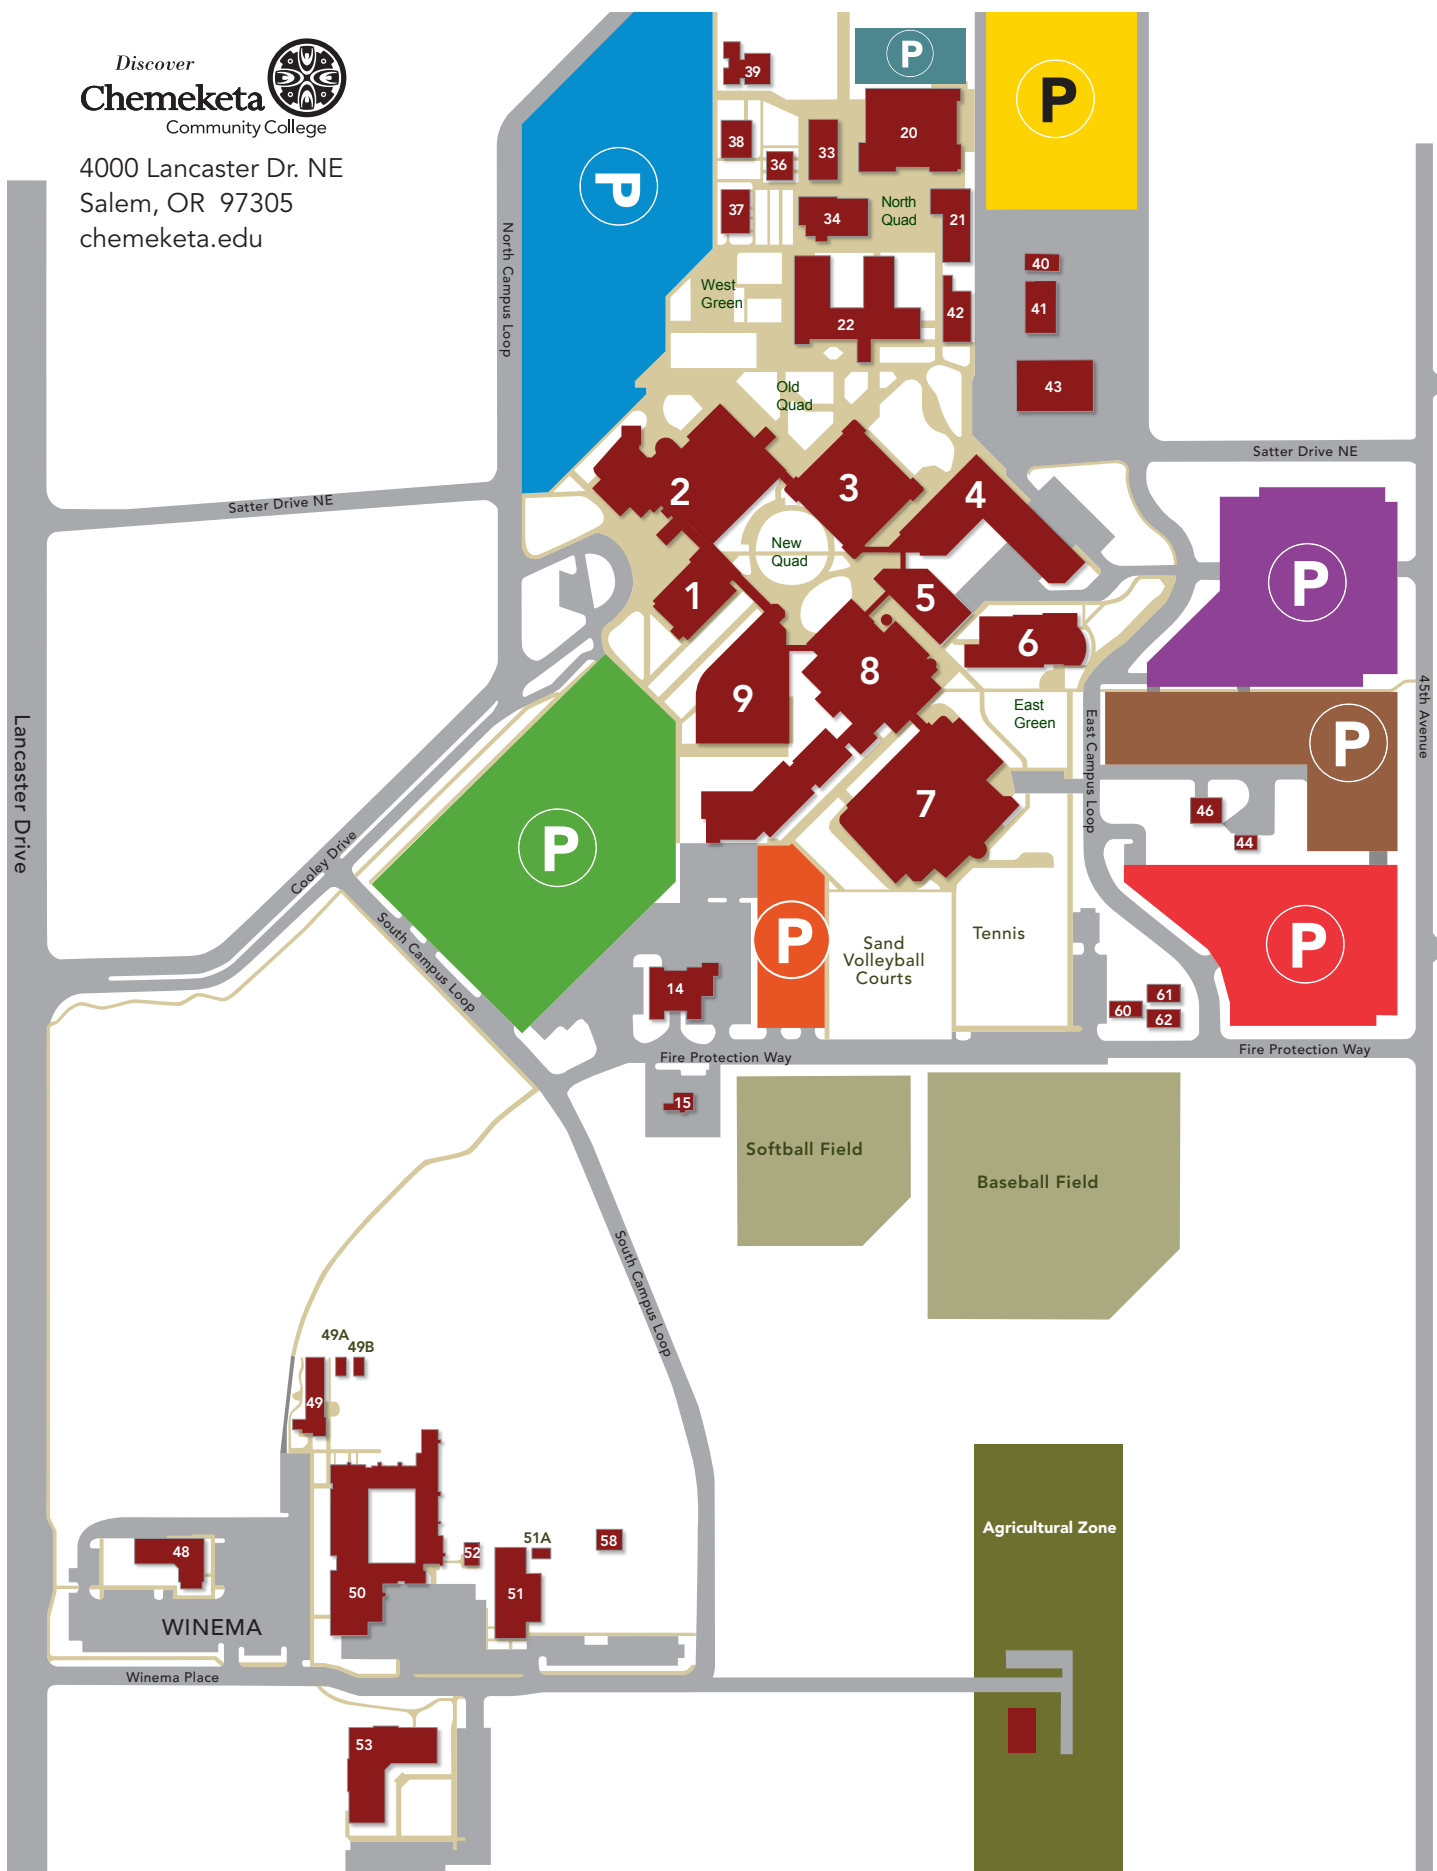 Discover
Chemeketa
Community College
4000 Lancaster Dr. NE
Salem, OR 97305
chemeketa.edu
39
P
P
38
36
33
20
P
37
34
North
Quad
21
North Campus Loop
West
Green
40
22
42
41
Old
Quad
43
Satter Drive NE
Satter Drive NE
2
3
4
New
Quad
P
1
5
6
8
9
East
Green
45th Avenue
Lancaster Drive
East Campus Loop
P
7
46
44
P
Cooley Drive
South Campus Loop
P
Sand
Volleyball
Courts
Tennis
P
14
61
60
62
Fire Protection Way
Fire Protection Way
15
Softball Field
Baseball Field
South Campus Loop
49A
49B
49
Agricultural Zone
48
52
51A
58
50
51
WINEMA
Winema Place
53